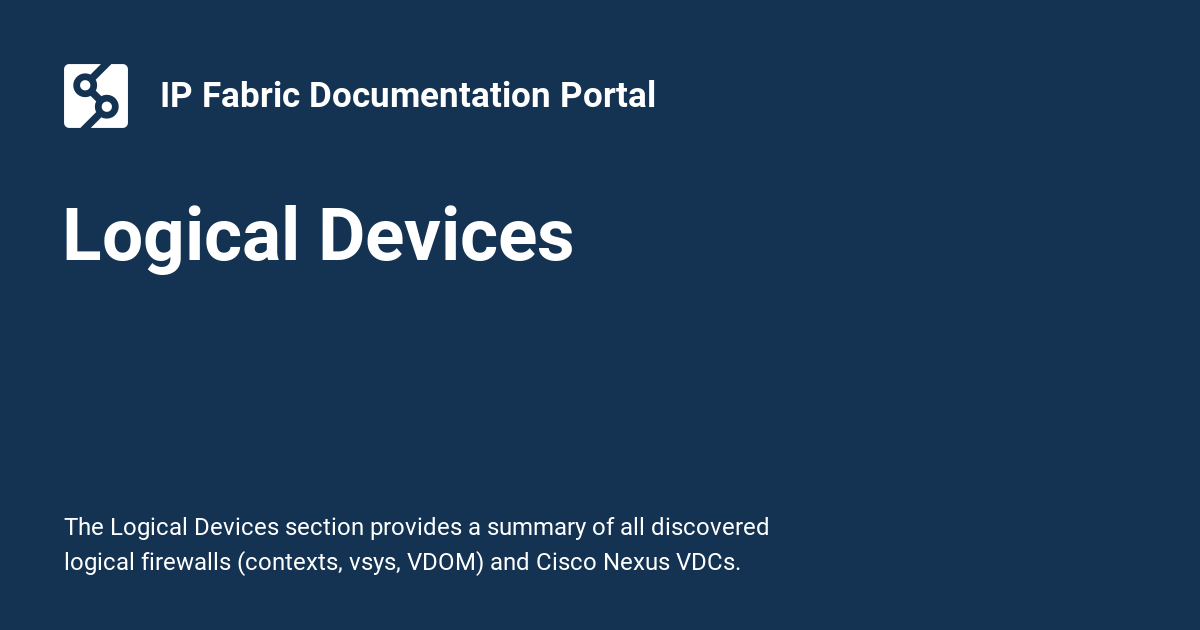 IP Fabric Documentation Portal
Logical Devices
The Logical Devices section provides a summary of all discovered
logical firewalls (contexts, vsys, VDOM) and Cisco Nexus VDCs.